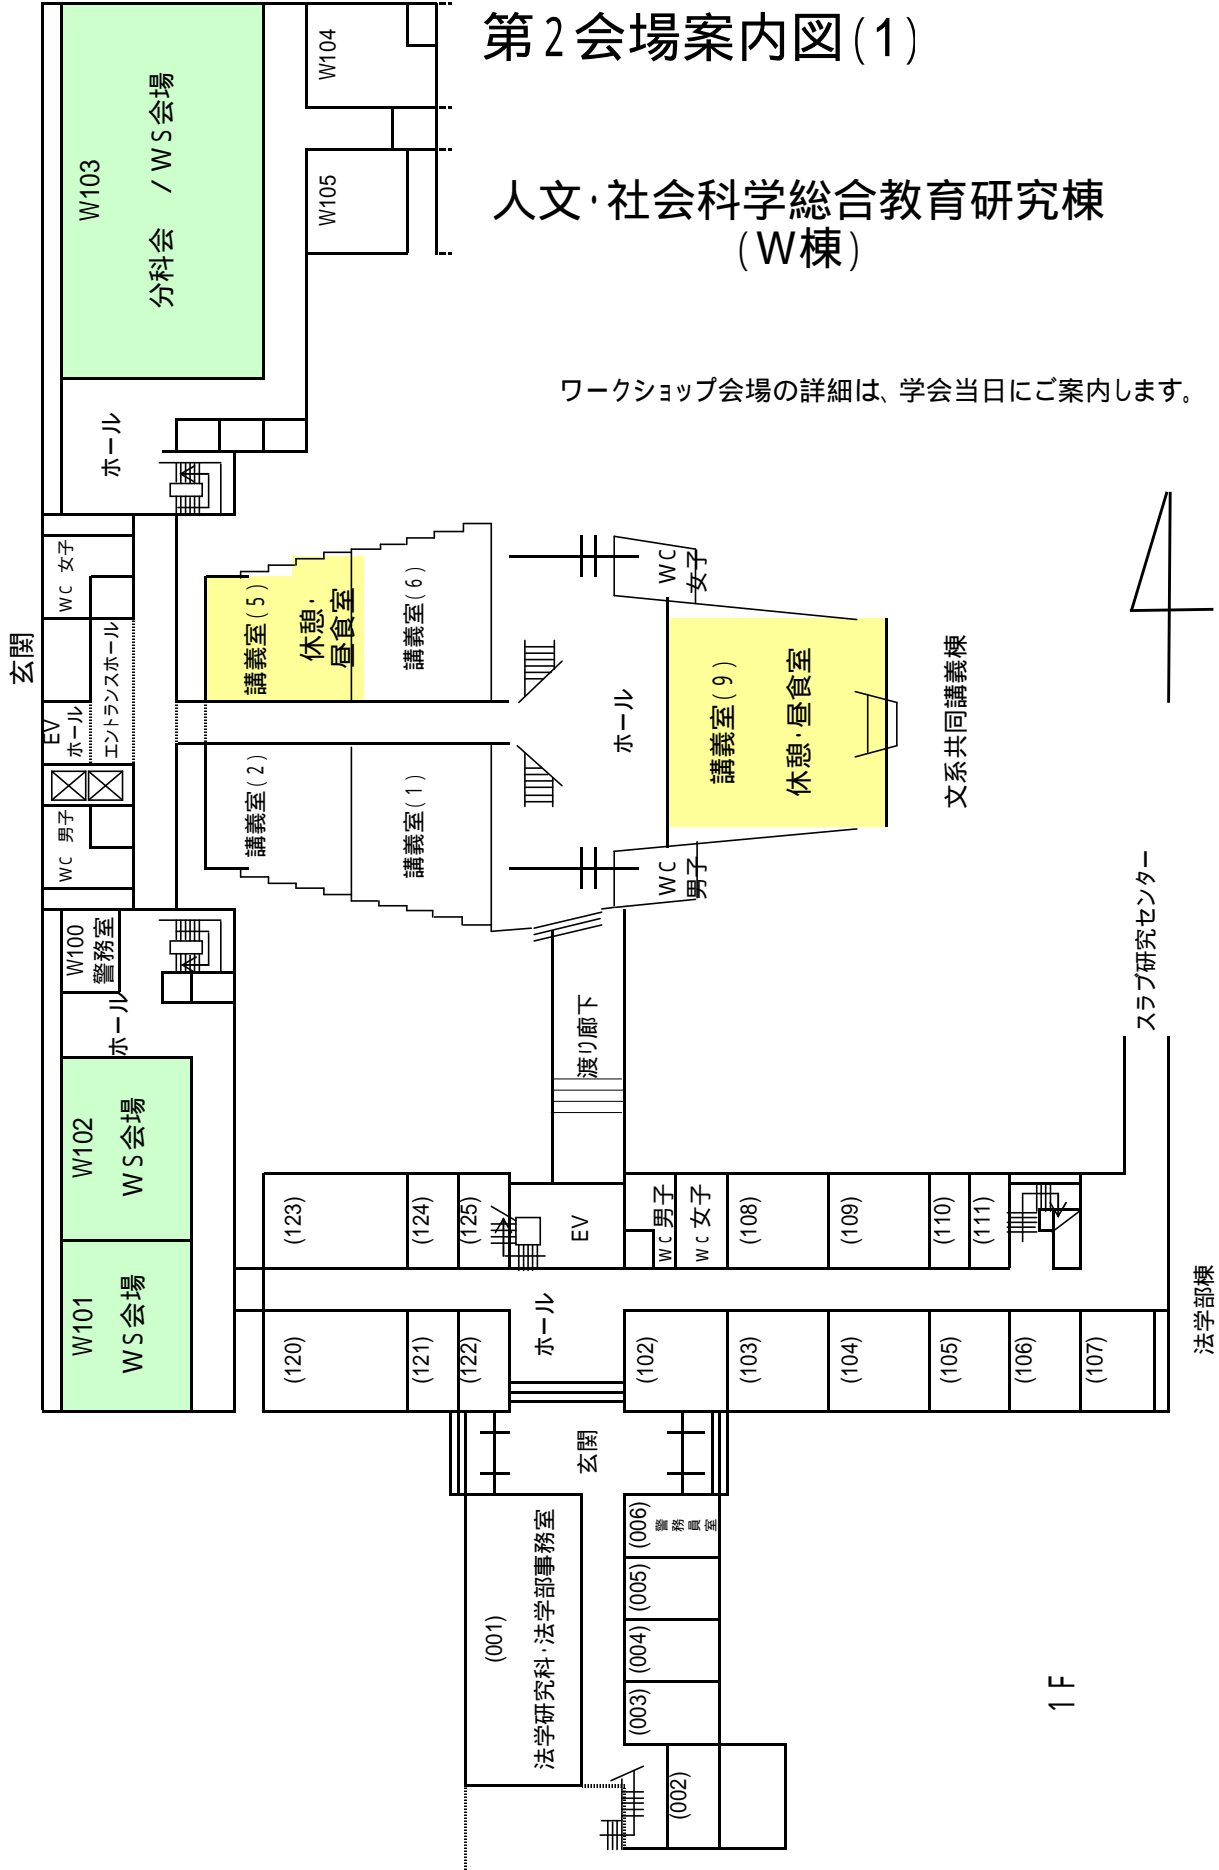 第2会場案内図(1)
人文・社会科学総合教育研究棟
(W棟)
ワークショップ会場の詳細は、学会当日にご案内します。
W103
分科会 /WS会場
W104
W105
ホール
WC 女子
玄関
EV
ホール
エントランスホール
WC 男子
W100
警務室
ホール
W102
WS会場
W101
WS会場
講義室(5)
休憩・
昼食室
講義室(6)
講義室(2)
講義室(1)
ホール
WC
女子
講義室(9)
休憩・昼食室
WC
男子
文系共同講義棟
渡り廊下
スラブ研究センター
(123)
(124)
(125)
EV
WC 男子
WC 女子
(108)
(109)
(110)
(111)
(120)
(121)
(122)
ホール
(102)
(103)
(104)
(105)
(106)
(107)
法学部棟
玄関
(001)
法学研究科・法学部事務室
(006)
警務員室
(005)
(004)
(003)
(002)
1F